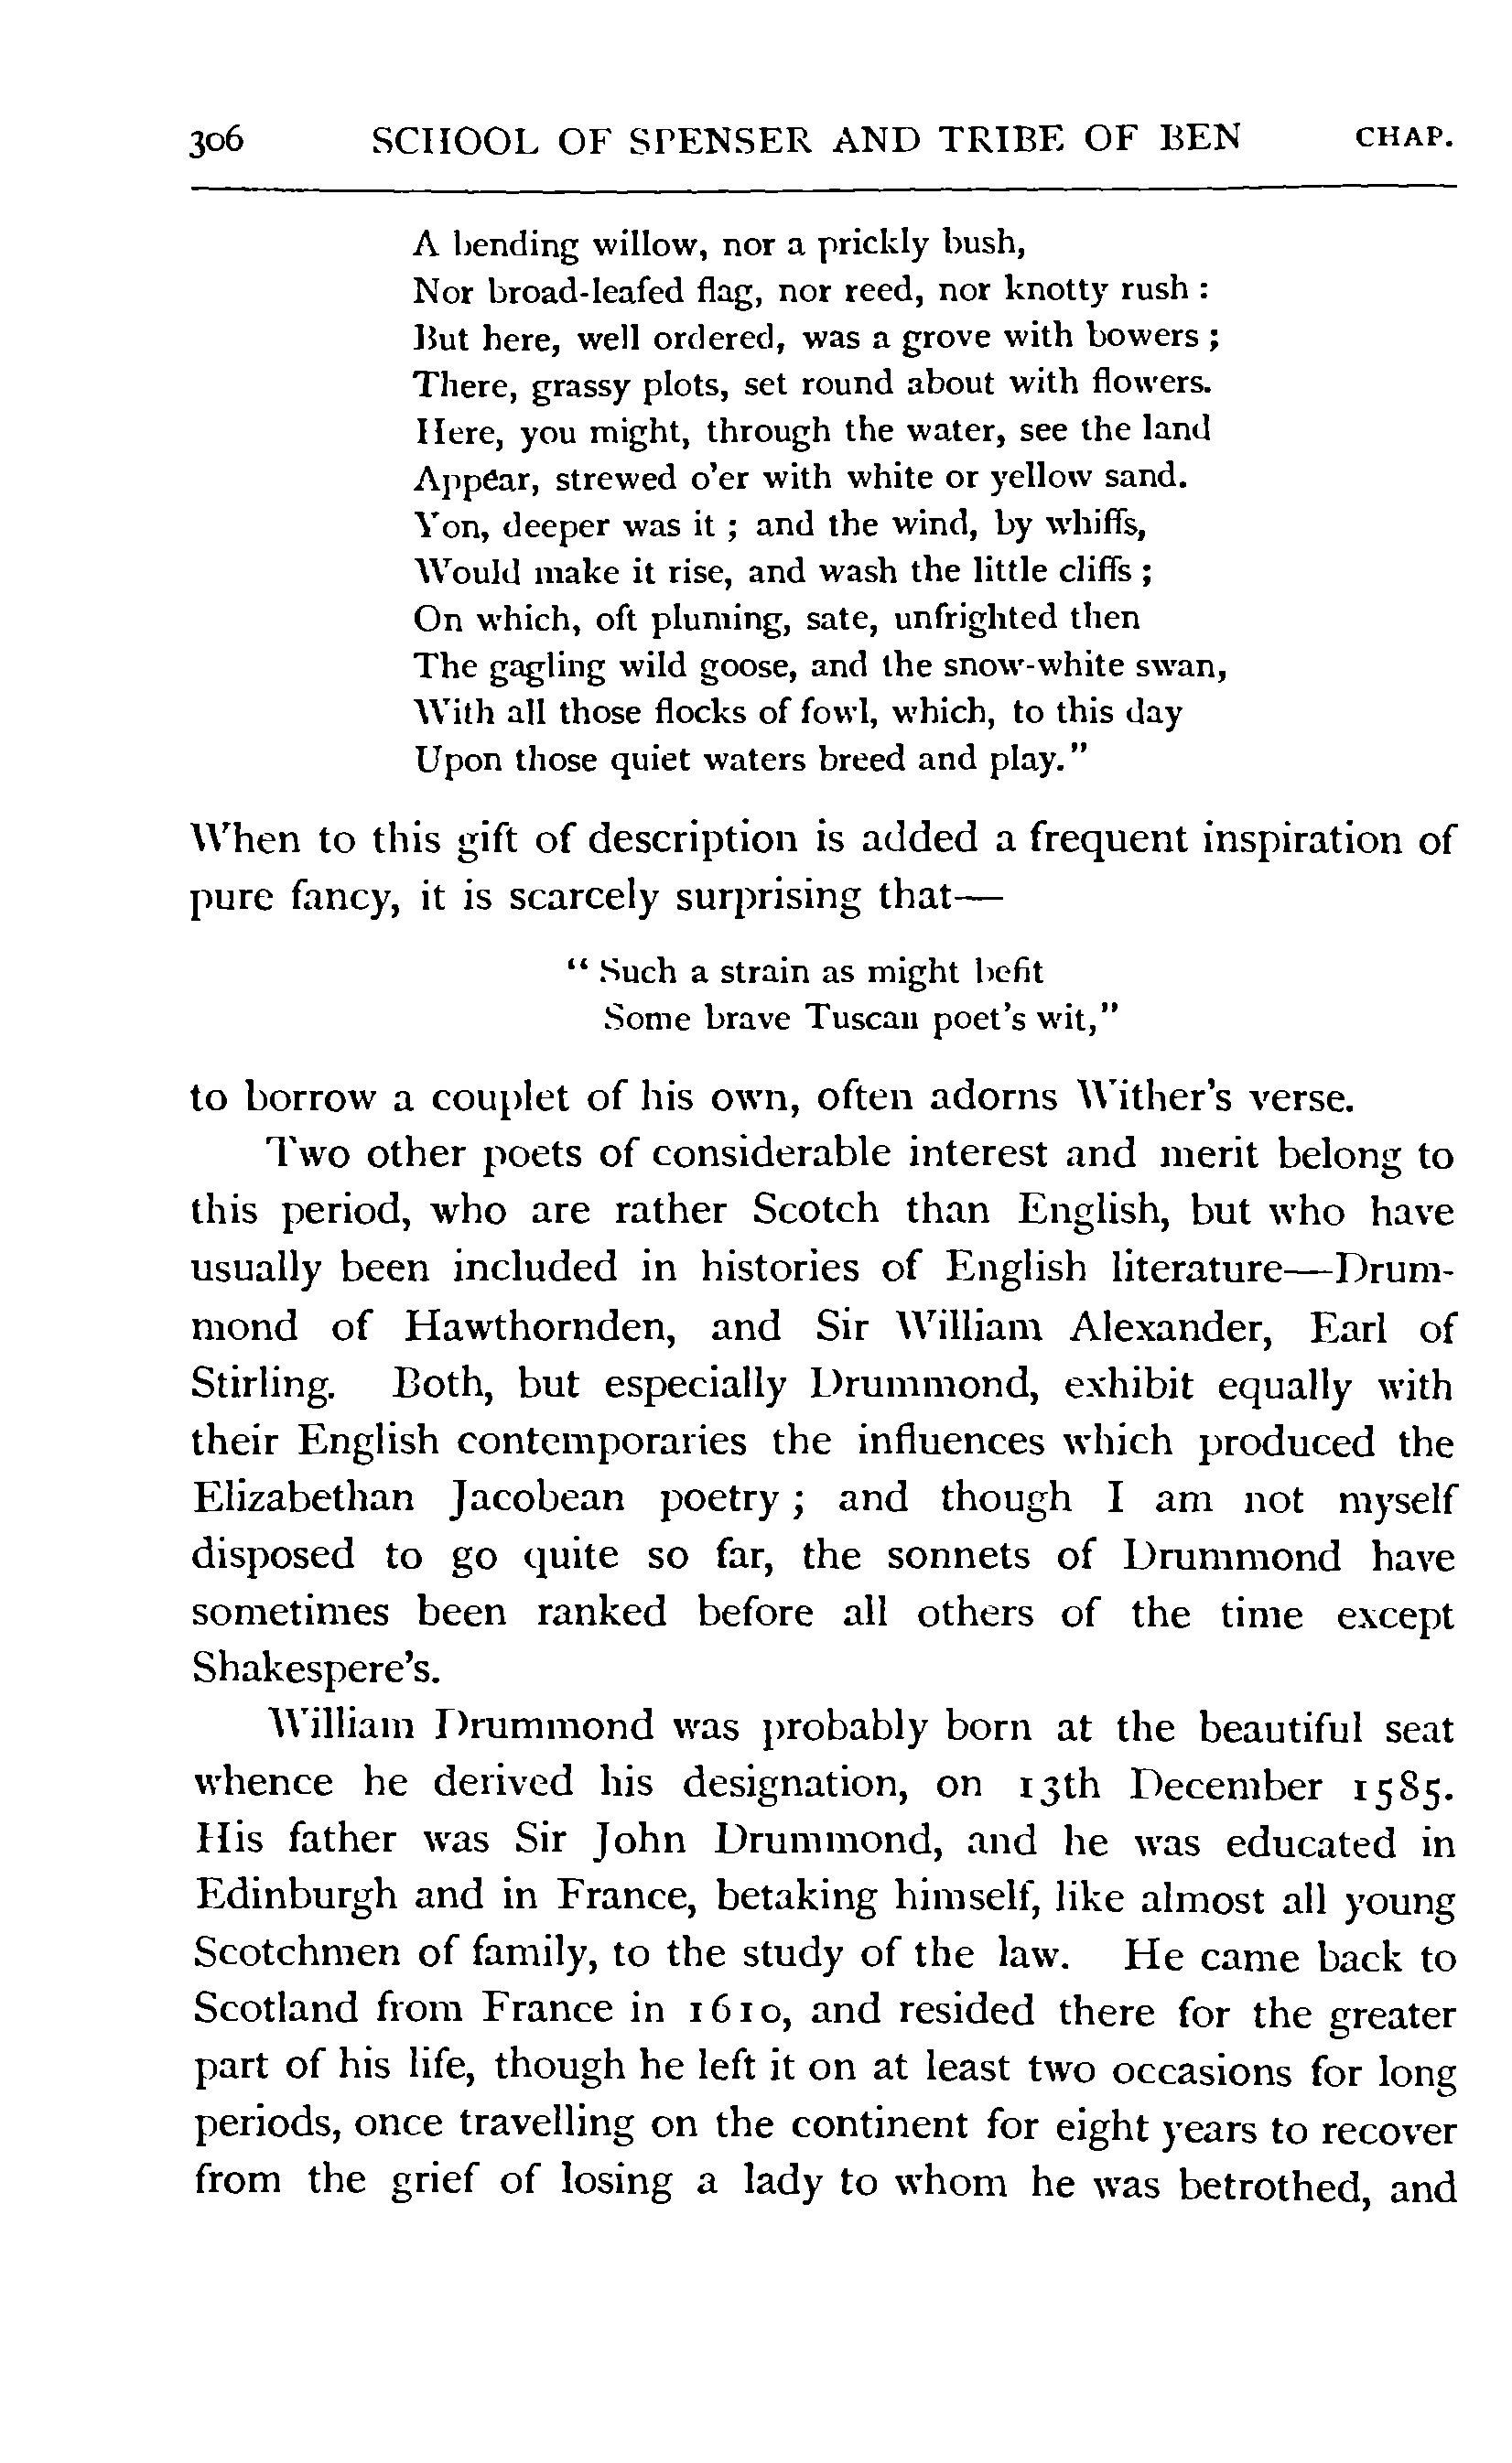 306 SCHOOL OF SPENSER AND TRIBE OF BEN CHAP.
A bending willow, nor a prickly bush,
Nor broad-leafed flag, nor reed, nor knotty rush :
But here, well ordered, was a grove with bowers ;
There, grassy plots, set round about with flowers.
Here, you might, through the water, see the land
Appear, strewed o'er with white or yellow sand.
Yon, deeper was it ; and the wind, by whiffs,
Would make it rise, and wash the little cliffs ;
On which, oft pluming, sate, unfrighted then
The gagling wild goose, and the snow-white swan,
With all those flocks of fowl, which, to this day
Upon those quiet waters breed and play."
When to this gift of description is added a frequent inspiration of
pure fancy, it is scarcely surprising that—
" Such a strain as might befit
Some brave Tuscan poet's wit,"
to borrow a couplet of his own, often adorns Wither's verse.
Two other poets of considerable interest and merit belong to
this period, who are rather Scotch than English, but who have
usually been included in histories of English literature—Drum-
mond of Hawthornden, and Sir William Alexander, Earl of
Stirling. Both, but especially Drummond, exhibit equally with
their English contemporaries the influences which produced the
Elizabethan Jacobean poetry ; and though I am not myself
disposed to go quite so far, the sonnets of Drummond have
sometimes been ranked before all others of the time except
Shakespere's.
William Drummond was probably born at the beautiful seat
whence he derived his designation, on 13th December 1585.
His father was Sir John Drummond, and he was educated in
Edinburgh and in France, betaking himself, like almost all young
Scotchmen of family, to the study of the law. He came back to
Scotland from France in 1610, and resided there for the greater
part of his life, though he left it on at least two occasions for long
periods, once travelling on the continent for eight years to recover
from the grief of losing a lady to whom he was betrothed, and